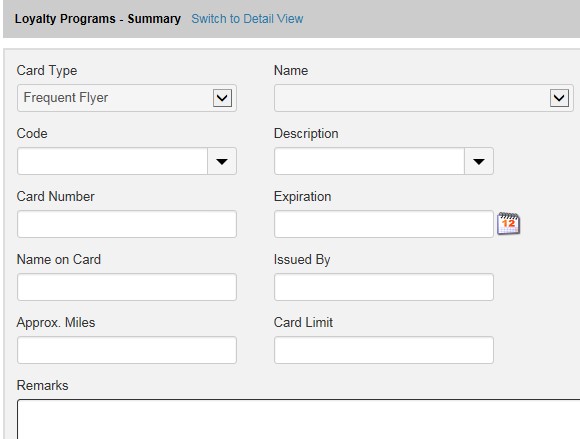 Loyalty Programs - Summary Switch to Detail View
Card Type Name
Frequent Flyer
Code Description
Card Number Expiration
12
Name on Card Issued By
Approx. Miles Card Limit
Remarks